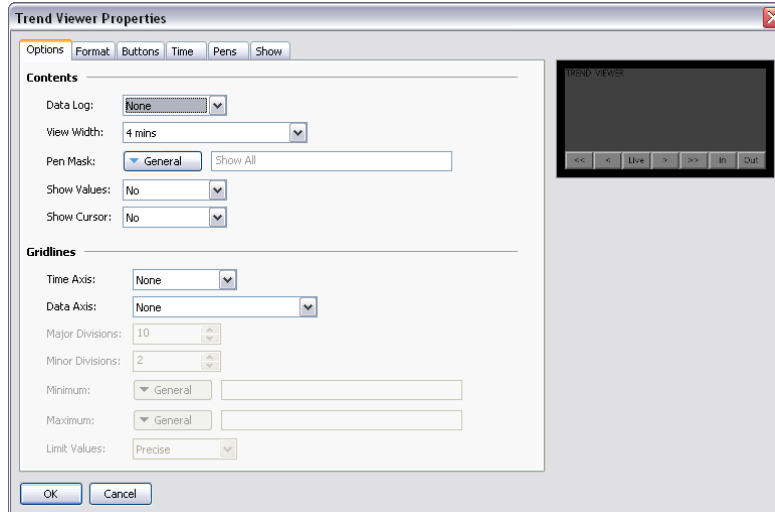 Trend Viewer Properties
Options Format Buttons Time Pens Show
Contents
Data Log: None
View Width: 4 mins
Pen Mask: General Show All
Show Values: No
Show Cursor: No
Gridlines
Time Axis: None
Data Axis: None
Major Divisions: 10
Minor Divisions: 2
Minimum: General
Maximum: General
Limit Values: Precise
OK Cancel
TREND VIEWER
<< < Live > >> In Out